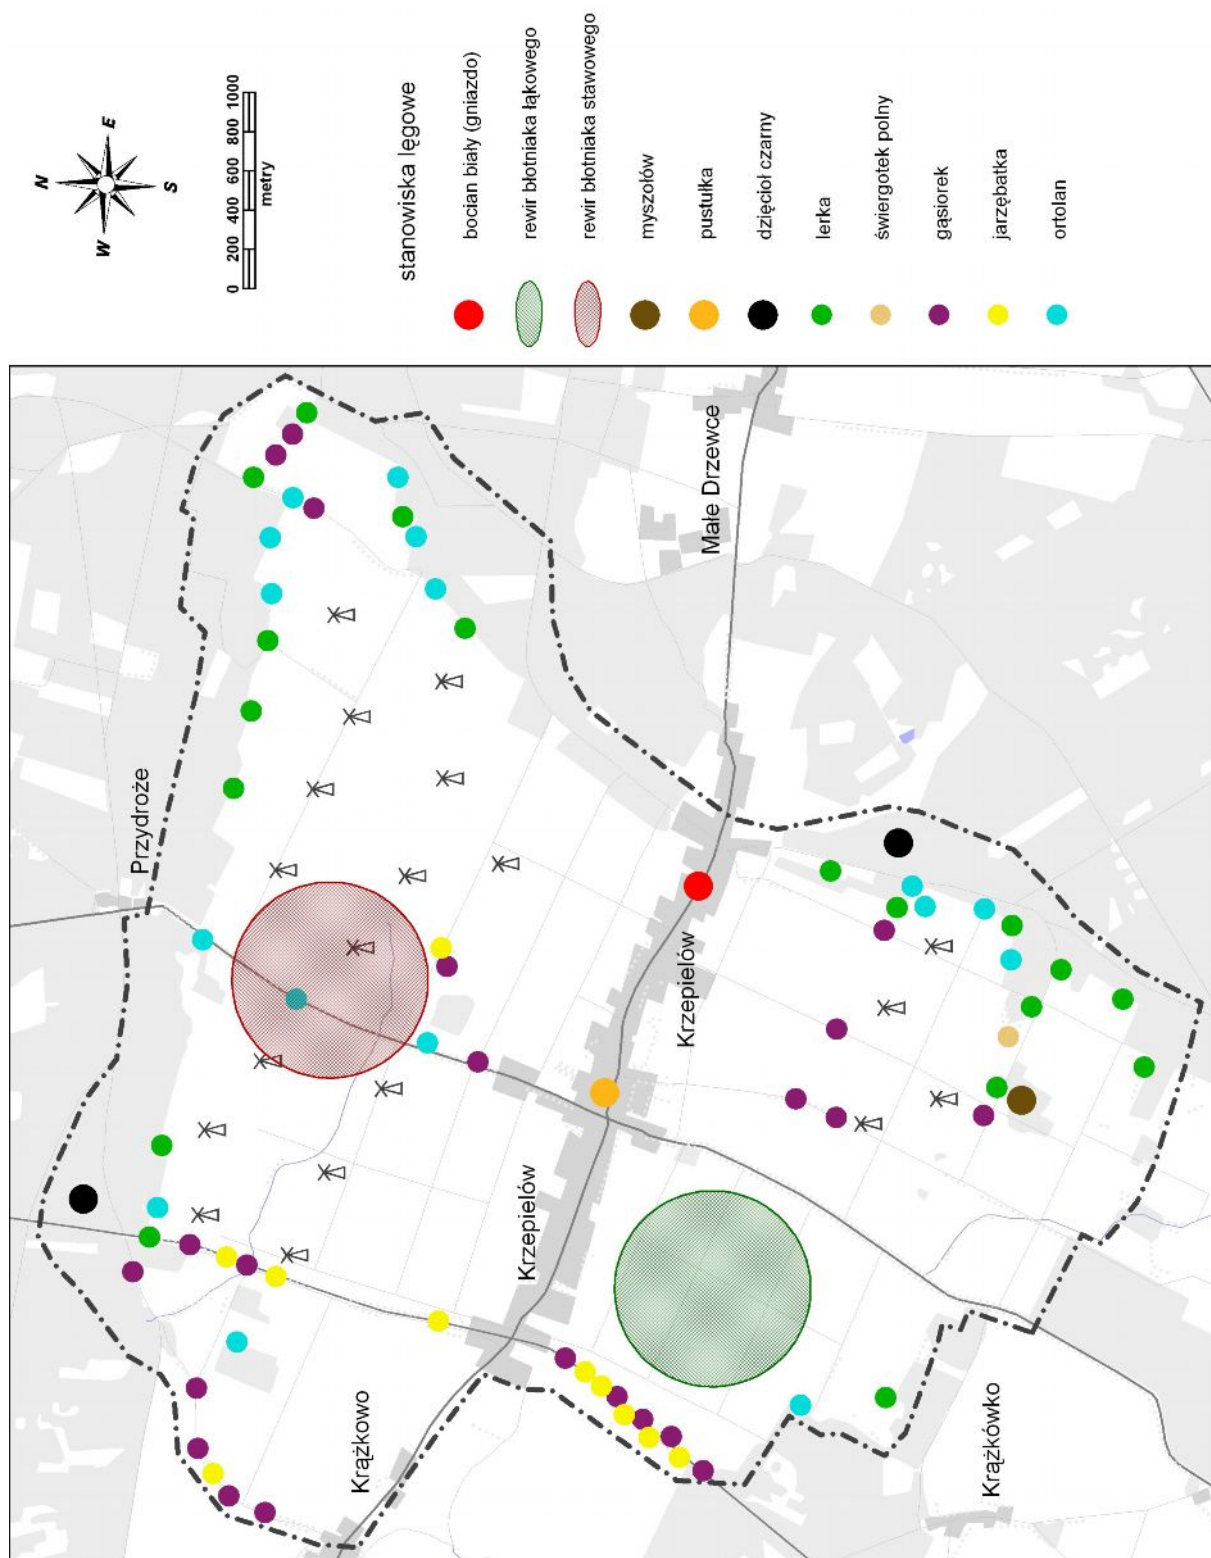 N
W
E
S
0 200 400 600 800 1000
metry
stanowiska lęgowe
bocian biały (gniazdo)
rewir błotniaka łąkowego
rewir błotniaka stawowego
myszołów
pustułka
dzięcioł czarny
lerka
świergotek polny
gąsiorek
jarzębatka
ortolan
Przydroże
Małe Drzewce
Krzepielów
Krzepielów
Krążkowo
Krążkówko